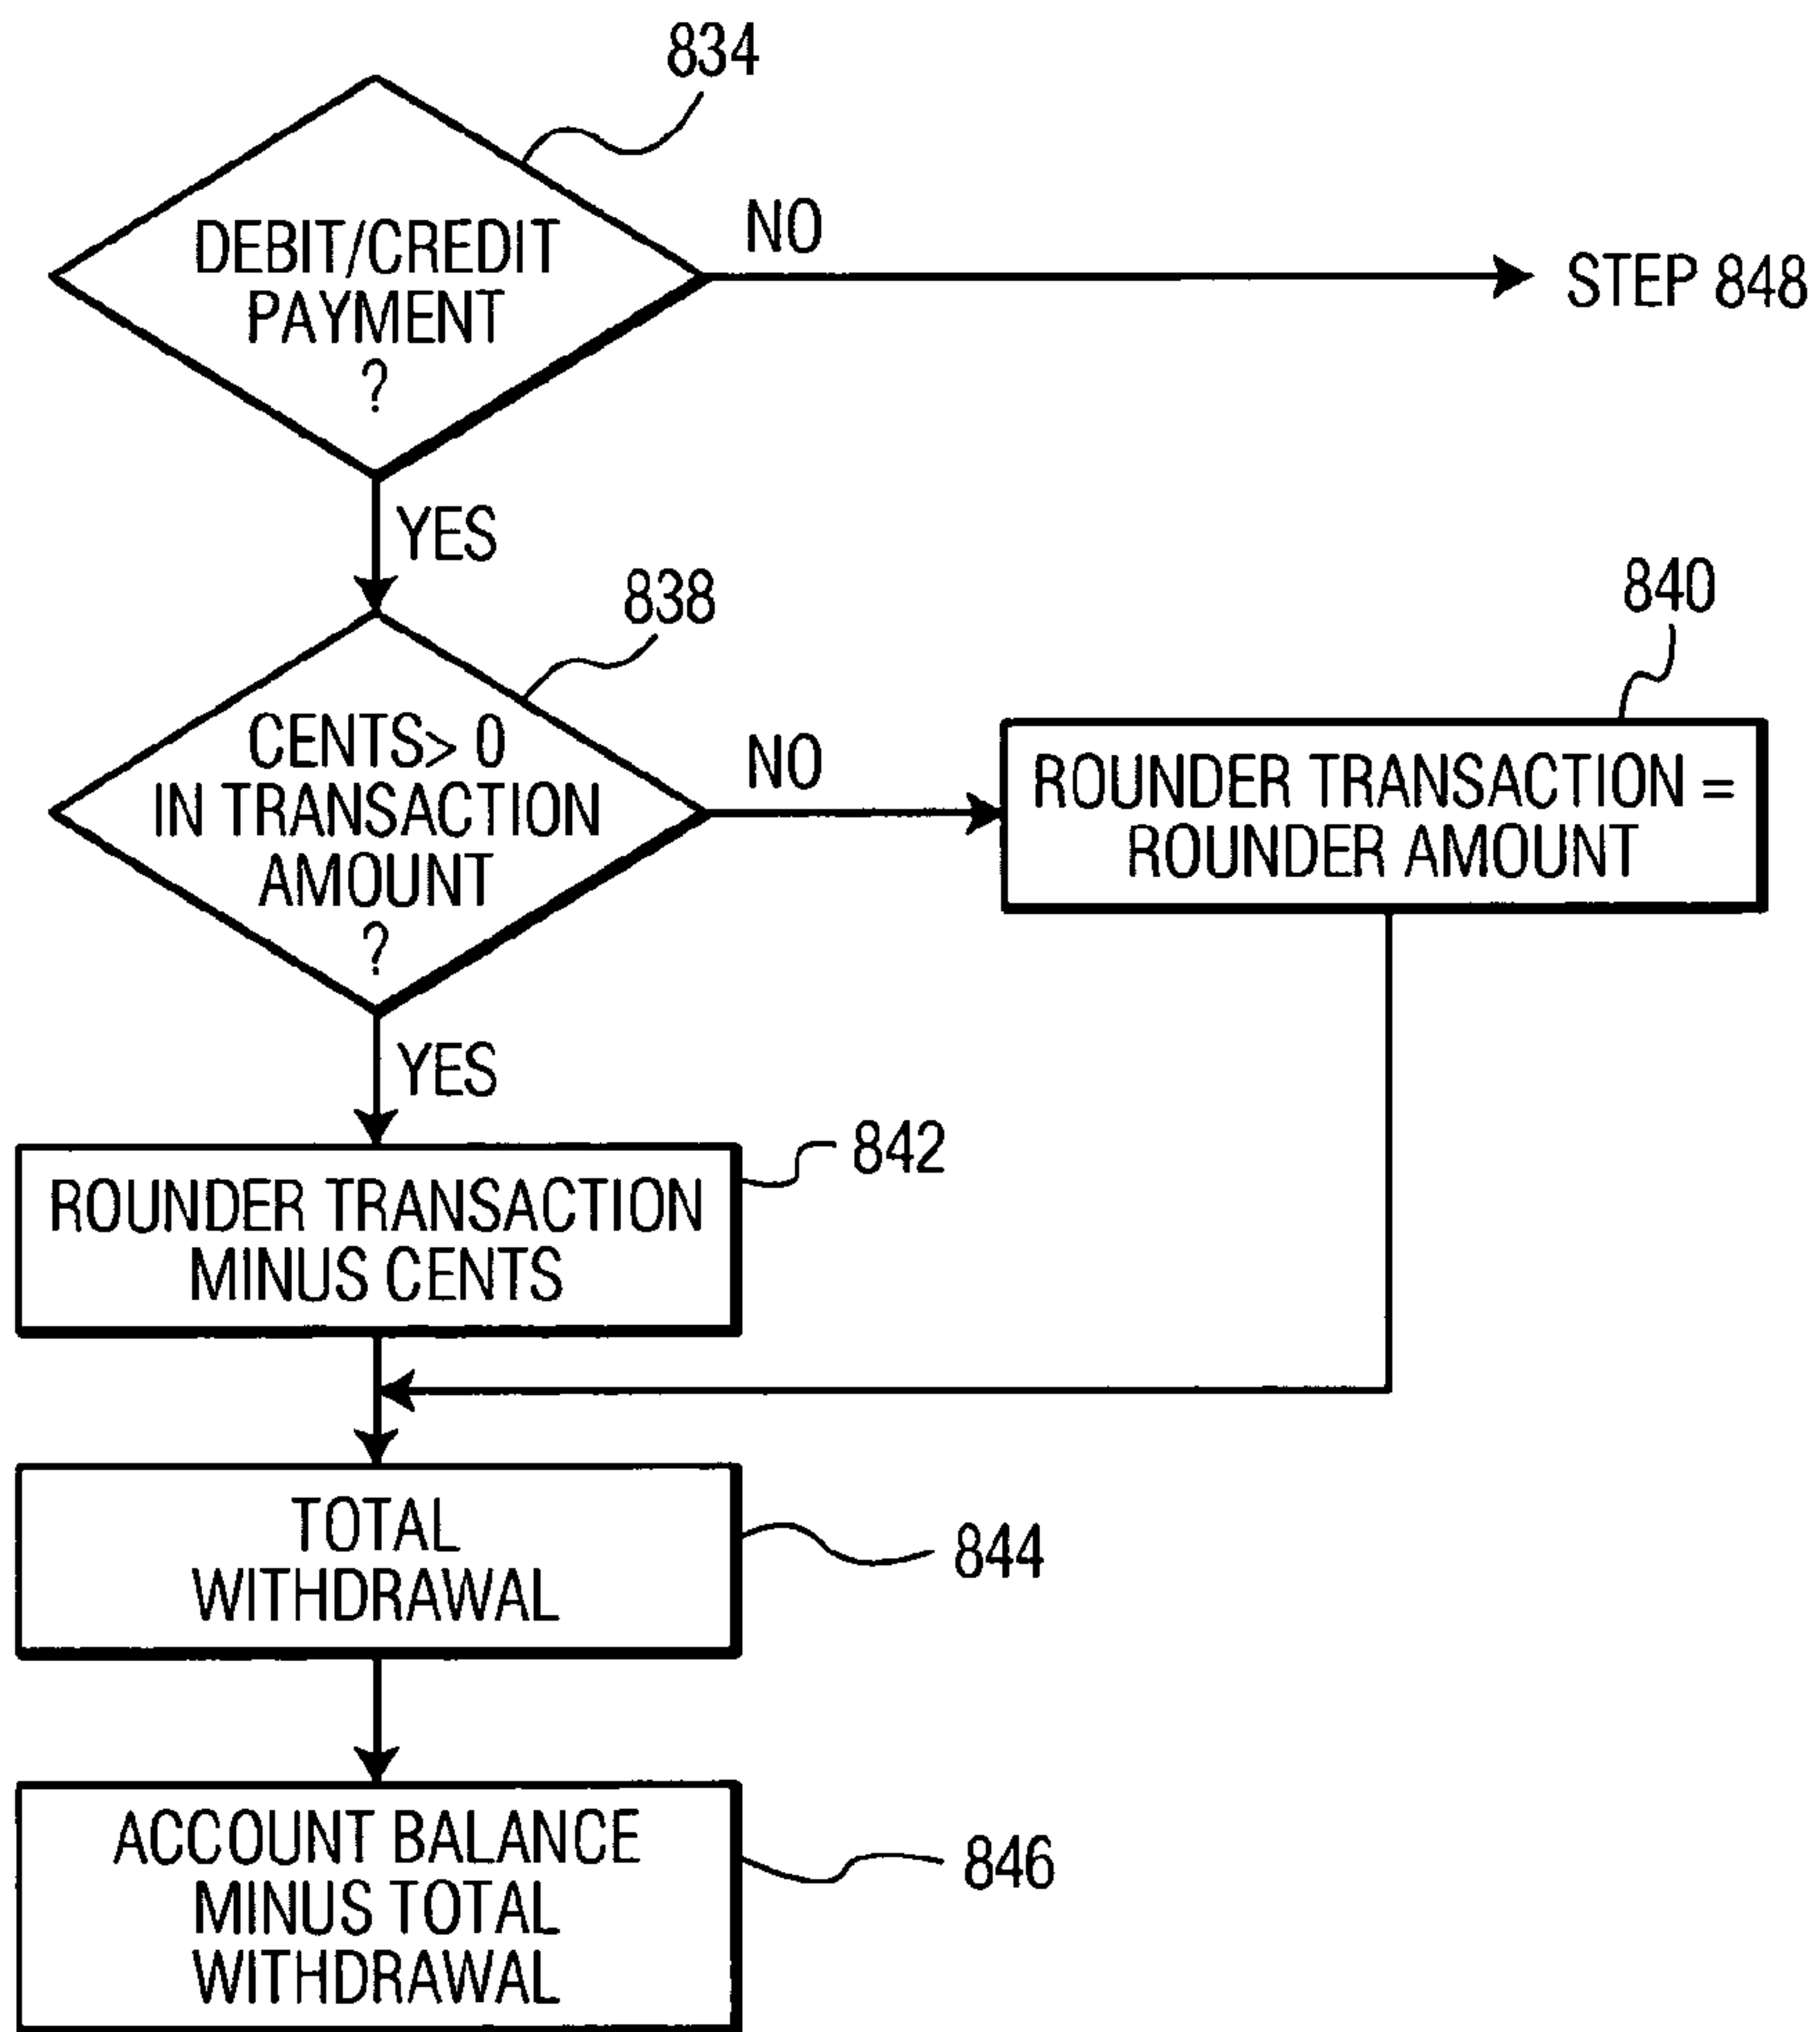 834
DEBIT/CREDIT
PAYMENT
?
NO
STEP 848
YES
838
CENTS> 0
IN TRANSACTION
AMOUNT
?
NO
840
ROUNDER TRANSACTION =
ROUNDER AMOUNT
YES
842
ROUNDER TRANSACTION
MINUS CENTS
TOTAL
WITHDRAWAL
844
ACCOUNT BALANCE
MINUS TOTAL
WITHDRAWAL
846